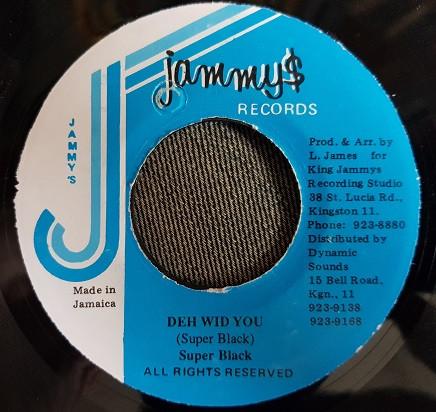 jammy$
RECORDS
JAMMY'S
Prod. & Arr. by
L. James for
King Jammys
Recording Studio
38 St. Lucia Rd.,
Kingston 11.
Phone: 923-8880
Distributed by
Dynamic
Sounds
15 Bell Road,
Kgn., 11
923-9138
923-9168
Made in
Jamaica
DEH WID YOU
(Super Black)
Super Black
ALL RIGHTS RESERVED